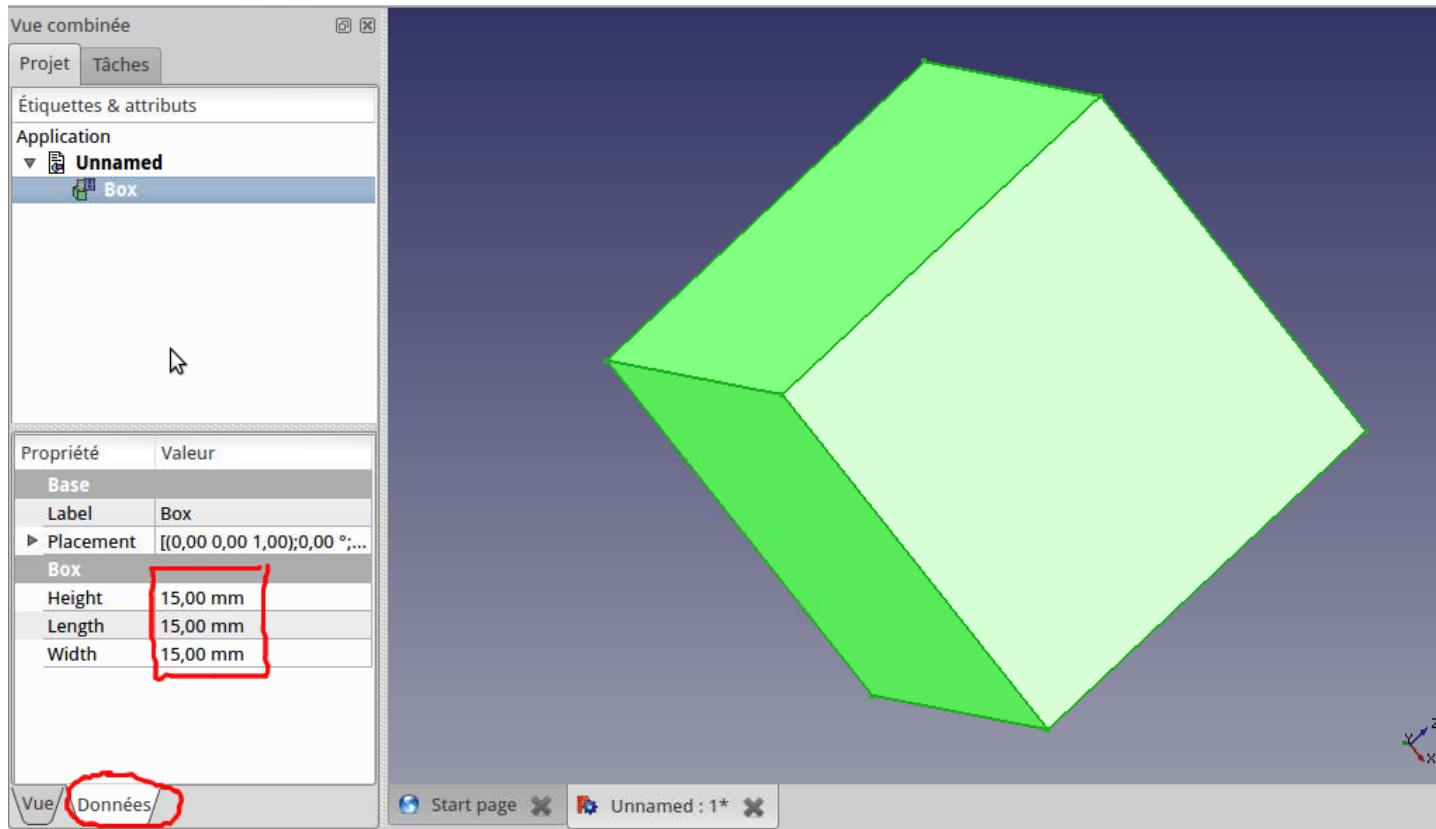 Vue combinée
Projet Tâches
Étiquettes & attributs
Application
Unnamed
Box
Propriété Valeur
Base
Label Box
Placement [(0,00 0,00 1,00);0,00 °;...
Box
Height 15,00 mm
Length 15,00 mm
Width 15,00 mm
Vue Données
Start page Unnamed : 1*
Z
Y
X